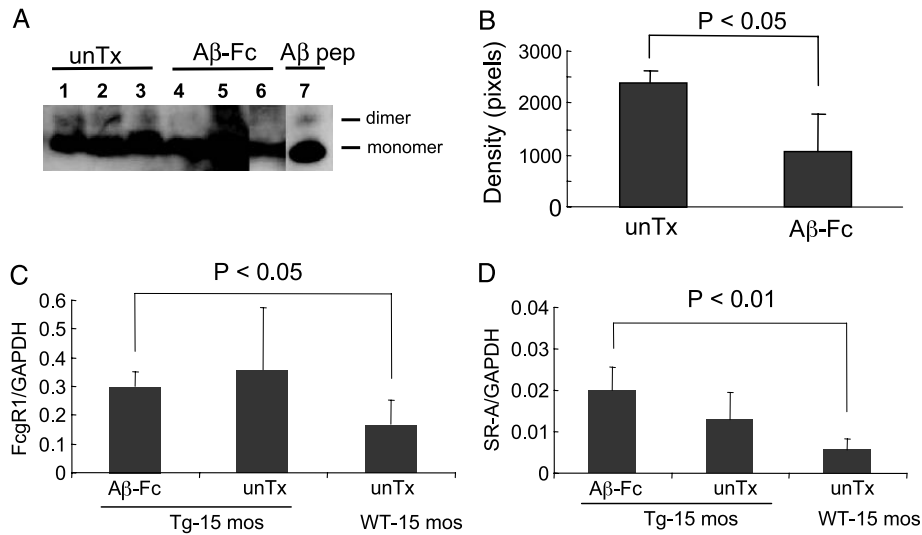 A
unTx Aβ-Fc Aβ pep
1 2 3 4 5 6 7
dimer
monomer
B
P < 0.05
Density (pixels)
3000
2000
1000
0
unTx Aβ-Fc
C
P < 0.05
FcgR1/GAPDH
0.6
0.5
0.4
0.3
0.2
0.1
0
Aβ-Fc unTx unTx
Tg-15 mos WT-15 mos
D
P < 0.01
SR-A/GAPDH
0.04
0.03
0.02
0.01
0
Aβ-Fc unTx unTx
Tg-15 mos WT-15 mos